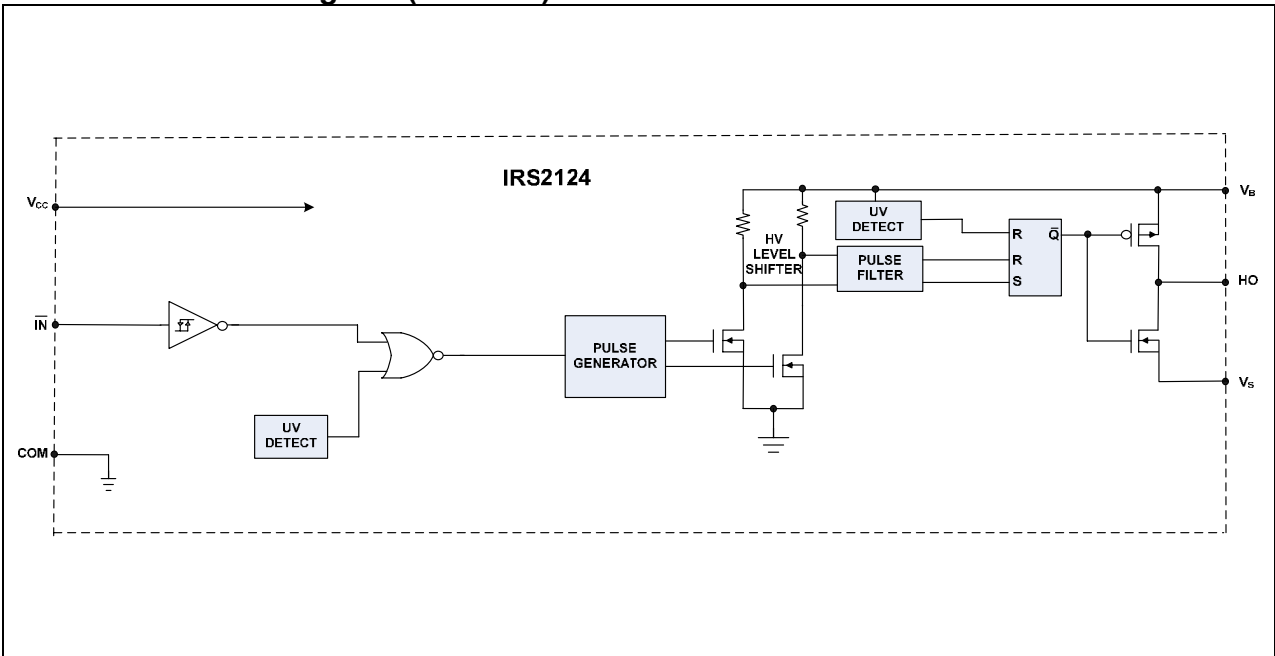 IRS2124
VCC
IN
COM
UV
DETECT
PULSE
GENERATOR
HV
LEVEL
SHIFTER
UV
DETECT
PULSE
FILTER
R
R
S
Q
VB
HO
VS